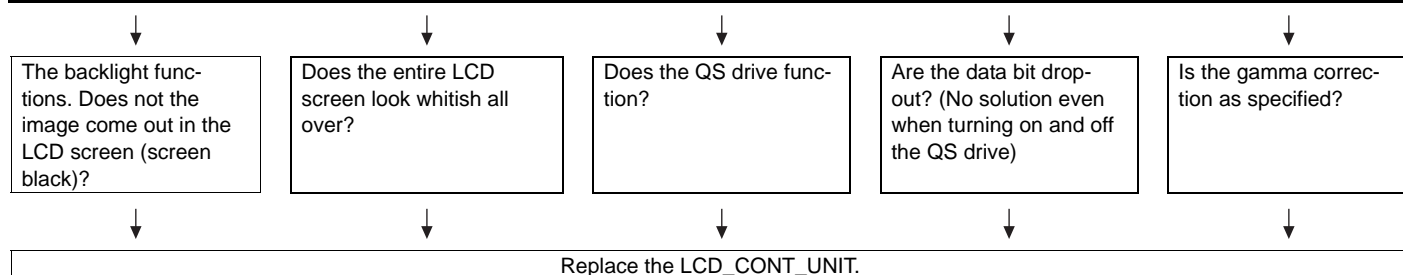 The backlight func-
tions. Does not the
image come out in the
LCD screen (screen
black)?
Does the entire LCD
screen look whitish all
over?
Does the QS drive func-
tion?
Are the data bit drop-
out? (No solution even
when turning on and off
the QS drive)
Is the gamma correc-
tion as specified?
Replace the LCD_CONT_UNIT.